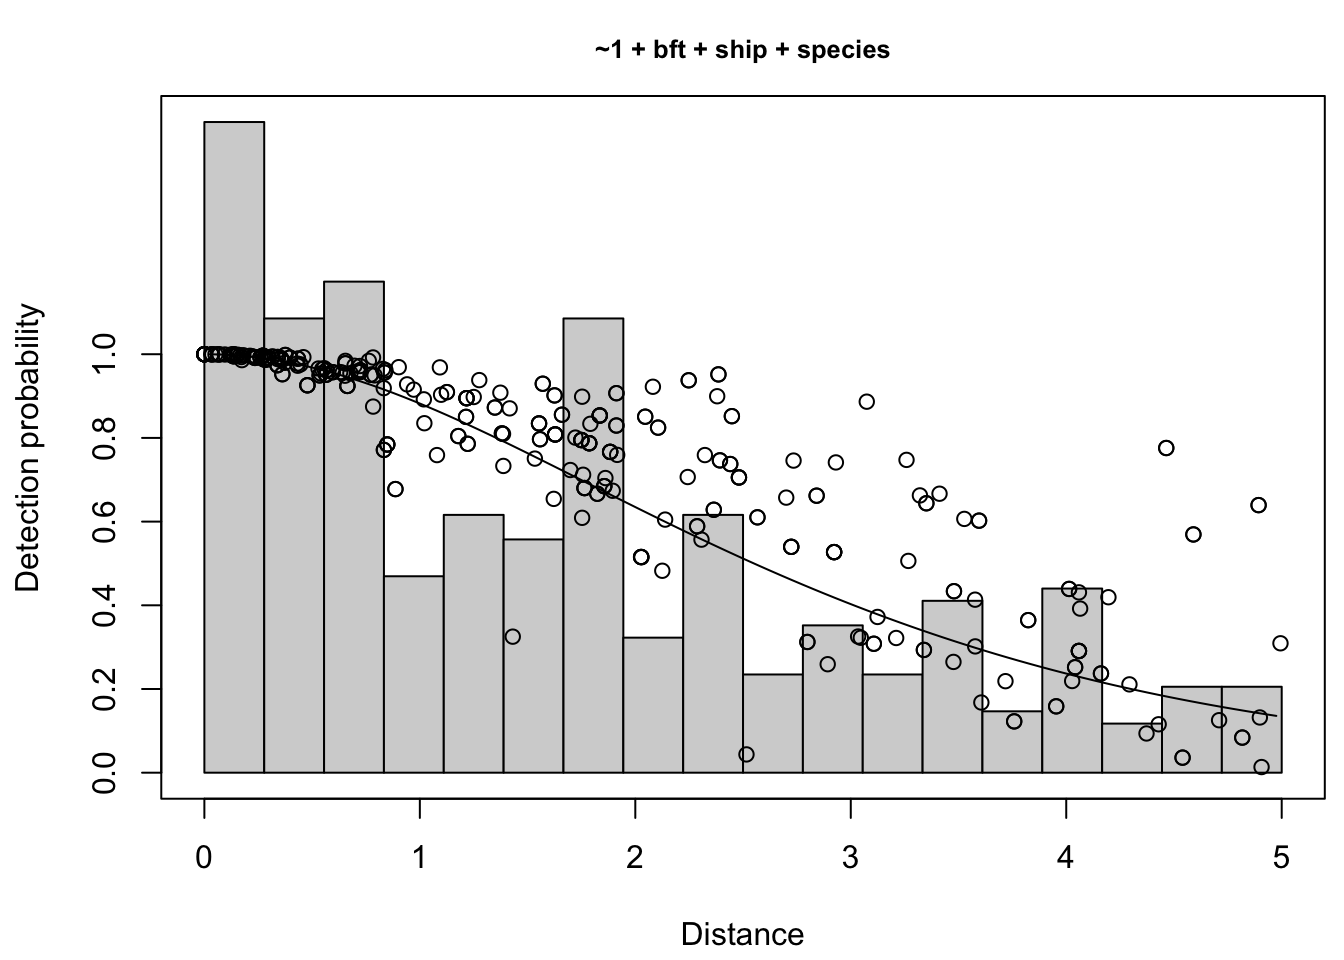 ~1 + bft + ship + species
Detection probability
1.0
0.8
0.6
0.4
0.2
0.0
0 1 2 3 4 5
Distance